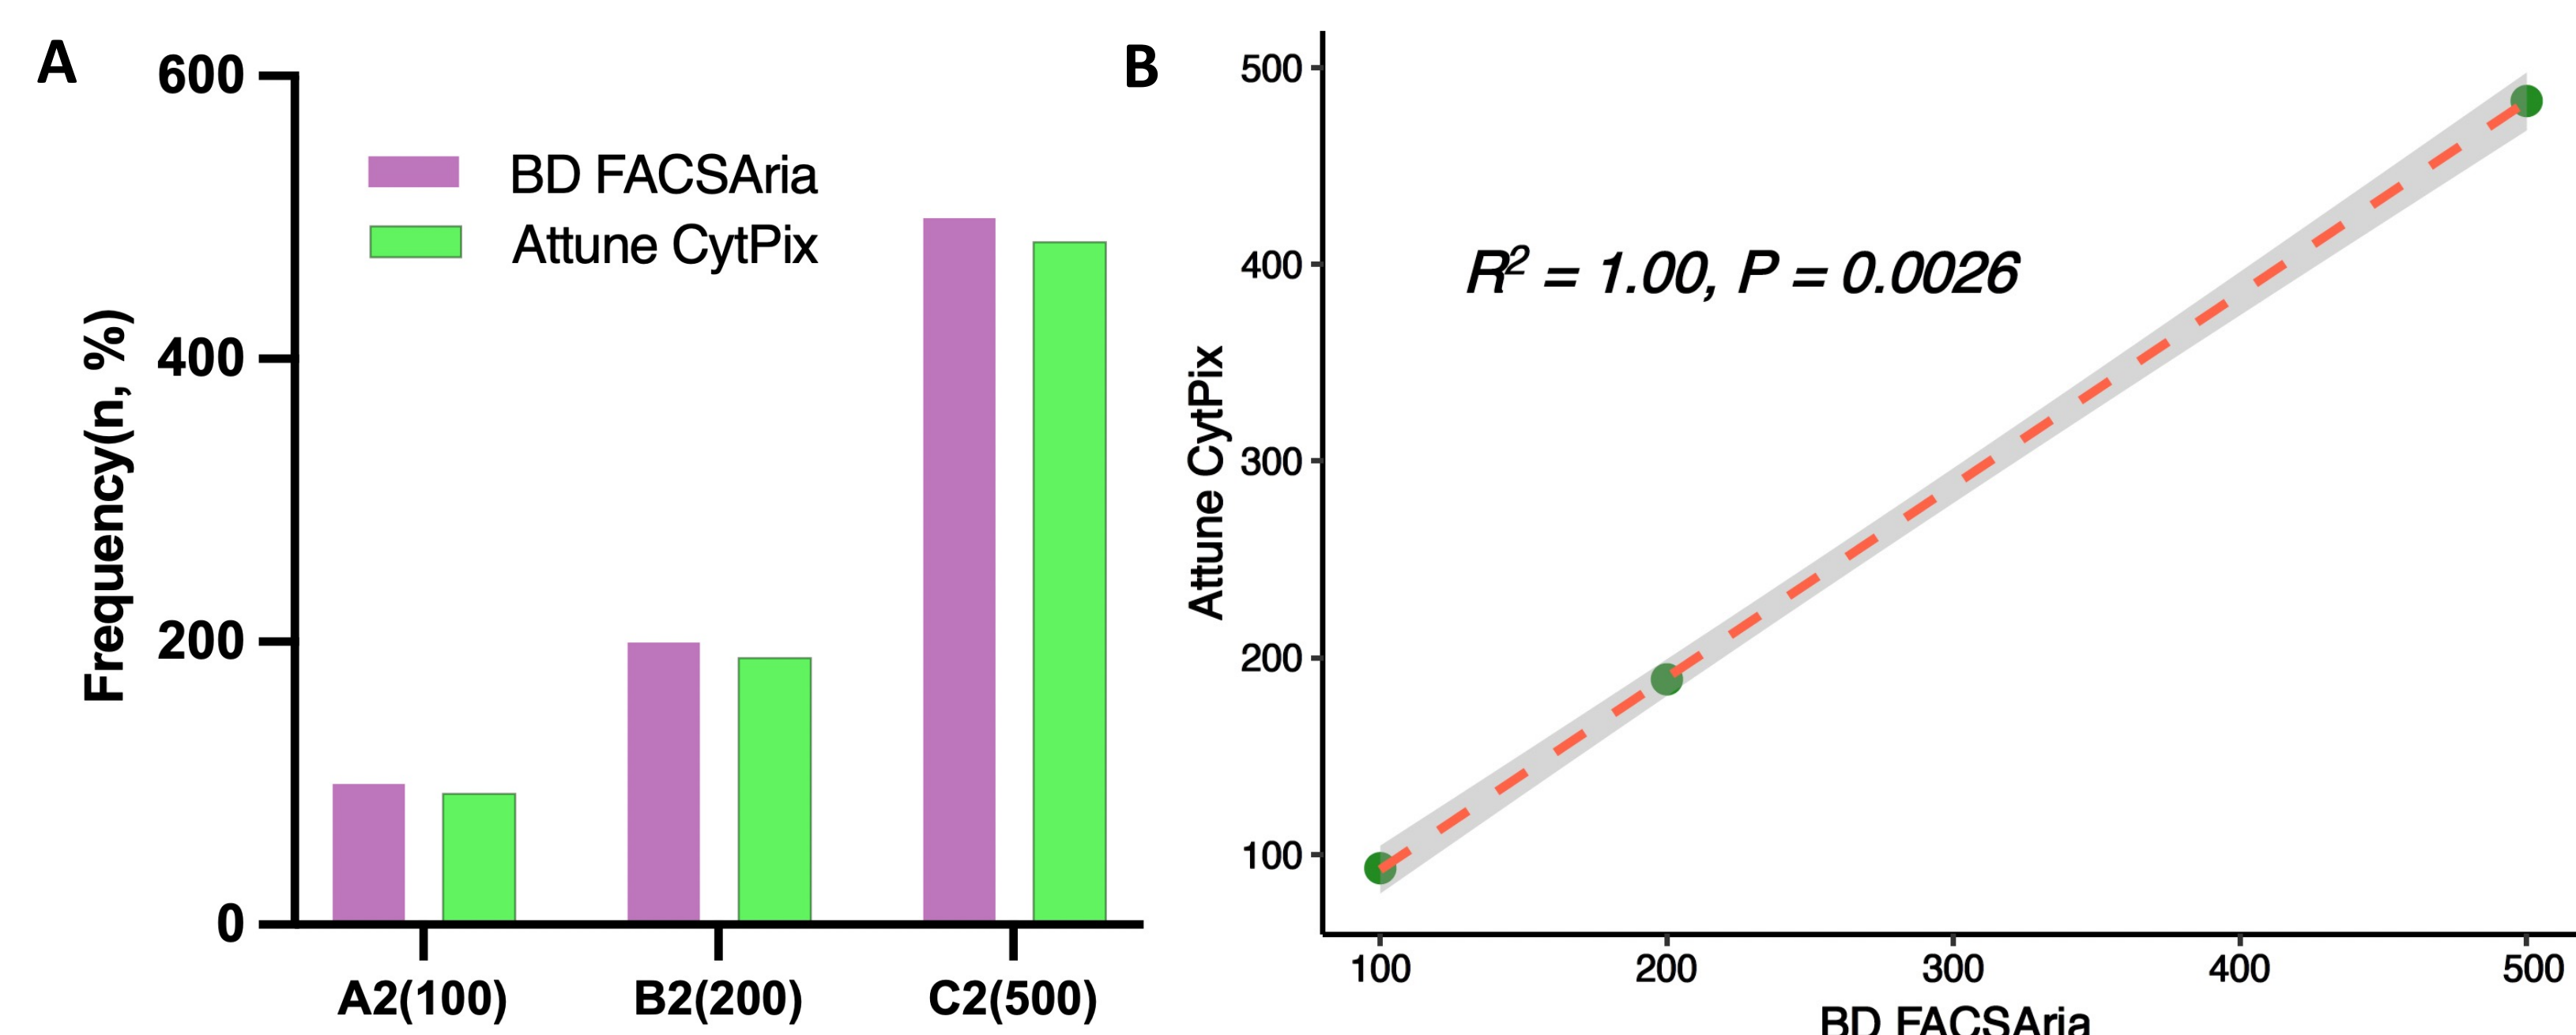 A
600
400
200
0
Frequency(n, %)
BD FACSAria
Attune CytPix
A2(100)
B2(200)
C2(500)
B
500
400
300
200
100
Attune CytPix
R² = 1.00, P = 0.0026
100
200
300
400
500
BD FACSAria